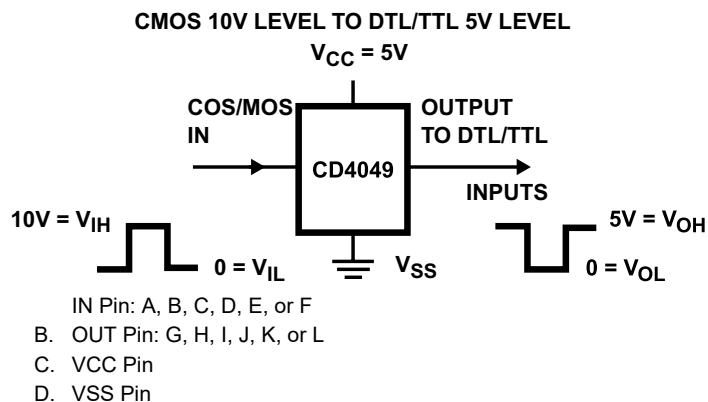 CMOS 10V LEVEL TO DTL/TTL 5V LEVEL
VCC = 5V
COS/MOS
IN
OUTPUT
TO DTL/TTL
CD4049
INPUTS
10V = VIH
0 = VIL
VSS
5V = VOH
0 = VOL
IN Pin: A, B, C, D, E, or F
B. OUT Pin: G, H, I, J, K, or L
C. VCC Pin
D. VSS Pin